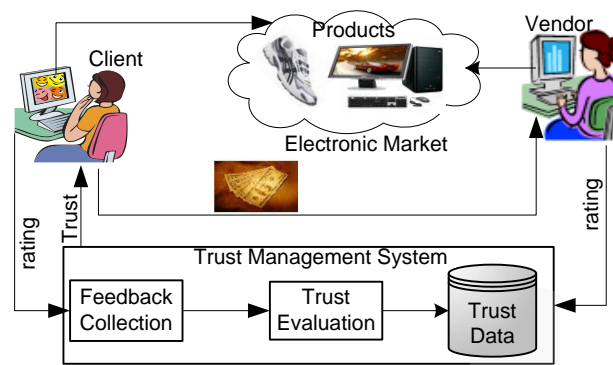 Products
Vendor
Client
Electronic Market
rating
Trust
rating
Trust Management System
Feedback
Collection
Trust
Evaluation
Trust
Data